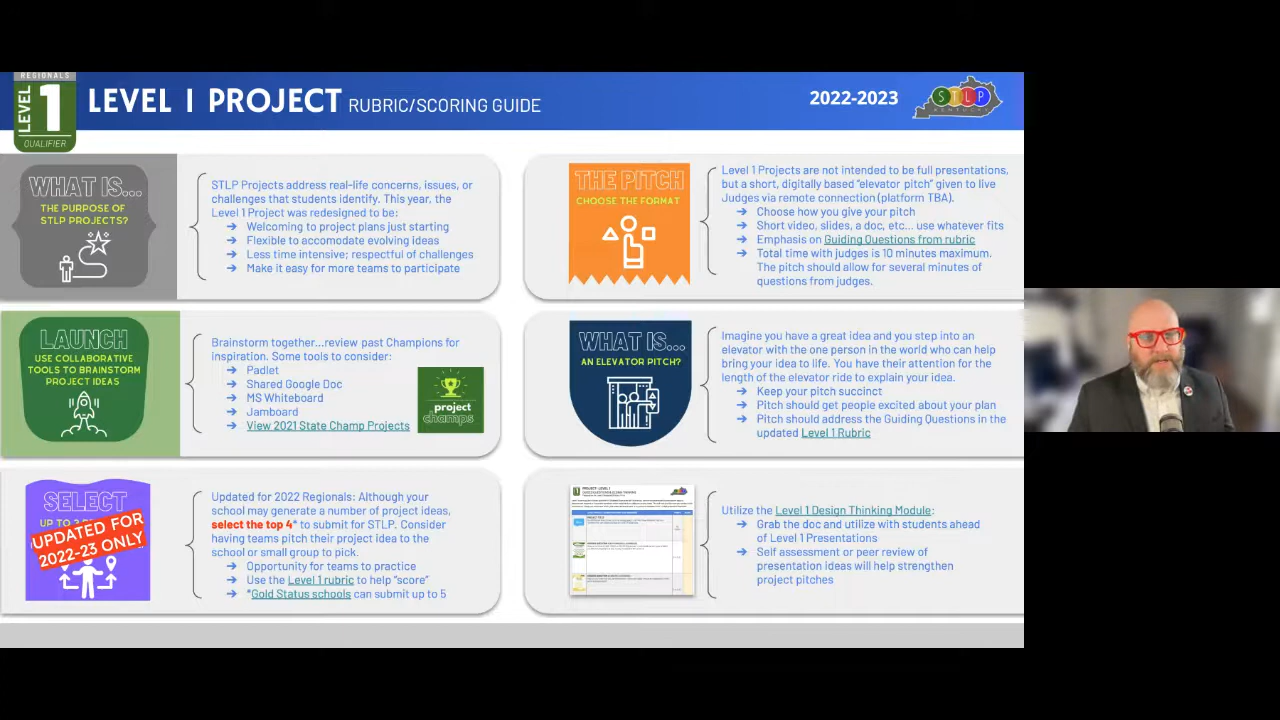 REGIONALS
LEVEL 1
QUALIFIER
LEVEL 1 PROJECT RUBRIC/SCORING GUIDE
2022-2023
STLP
KENTUCKY
WHAT IS...
THE PURPOSE OF
STLP PROJECTS?
STLP Projects address real-life concerns, issues, or
challenges that students identify. This year, the
Level 1 Project was redesigned to be:
➔ Welcoming to project plans just starting
➔ Flexible to accomodate evolving ideas
➔ Less time intensive; respectful of challenges
➔ Make it easy for more teams to participate
THE PITCH
CHOOSE THE FORMAT
Level 1 Projects are not intended to be full presentations,
but a short, digitally based “elevator pitch” given to live
Judges via remote connection (platform TBA).
➔ Choose how you give your pitch
➔ Short video, slides, a doc, etc... use whatever fits
➔ Emphasis on Guiding Questions from rubric
➔ Total time with judges is 10 minutes maximum.
The pitch should allow for several minutes of
questions from judges.
LAUNCH
USE COLLABORATIVE
TOOLS TO BRAINSTORM
PROJECT IDEAS
Brainstorm together...review past Champions for
inspiration. Some tools to consider:
➔ Padlet
➔ Shared Google Doc
➔ MS Whiteboard
➔ Jamboard
➔ View 2021 State Champ Projects
project
champs
WHAT IS...
AN ELEVATOR PITCH?
Imagine you have a great idea and you step into an
elevator with the one person in the world who can help
bring your idea to life. You have their attention for the
length of the elevator ride to explain your idea.
➔ Keep your pitch succinct
➔ Pitch should get people excited about your plan
➔ Pitch should address the Guiding Questions in the
updated Level 1 Rubric
SELECT
UP TO
UPDATED FOR
2022-23 ONLY
Updated for 2022 Regionals: Although your
school may generate a number of project ideas,
select the top 4* to submit for STLP. Consider
having teams pitch their project idea to the
school or small group to pick.
➔ Opportunity for teams to practice
➔ Use the Level 1 rubric to help “score”
➔ *Gold Status schools can submit up to 5
PROJECT: LEVEL 1
Utilize the Level 1 Design Thinking Module:
➔ Grab the doc and utilize with students ahead
of Level 1 Presentations
➔ Self assessment or peer review of
presentation ideas will help strengthen
project pitches